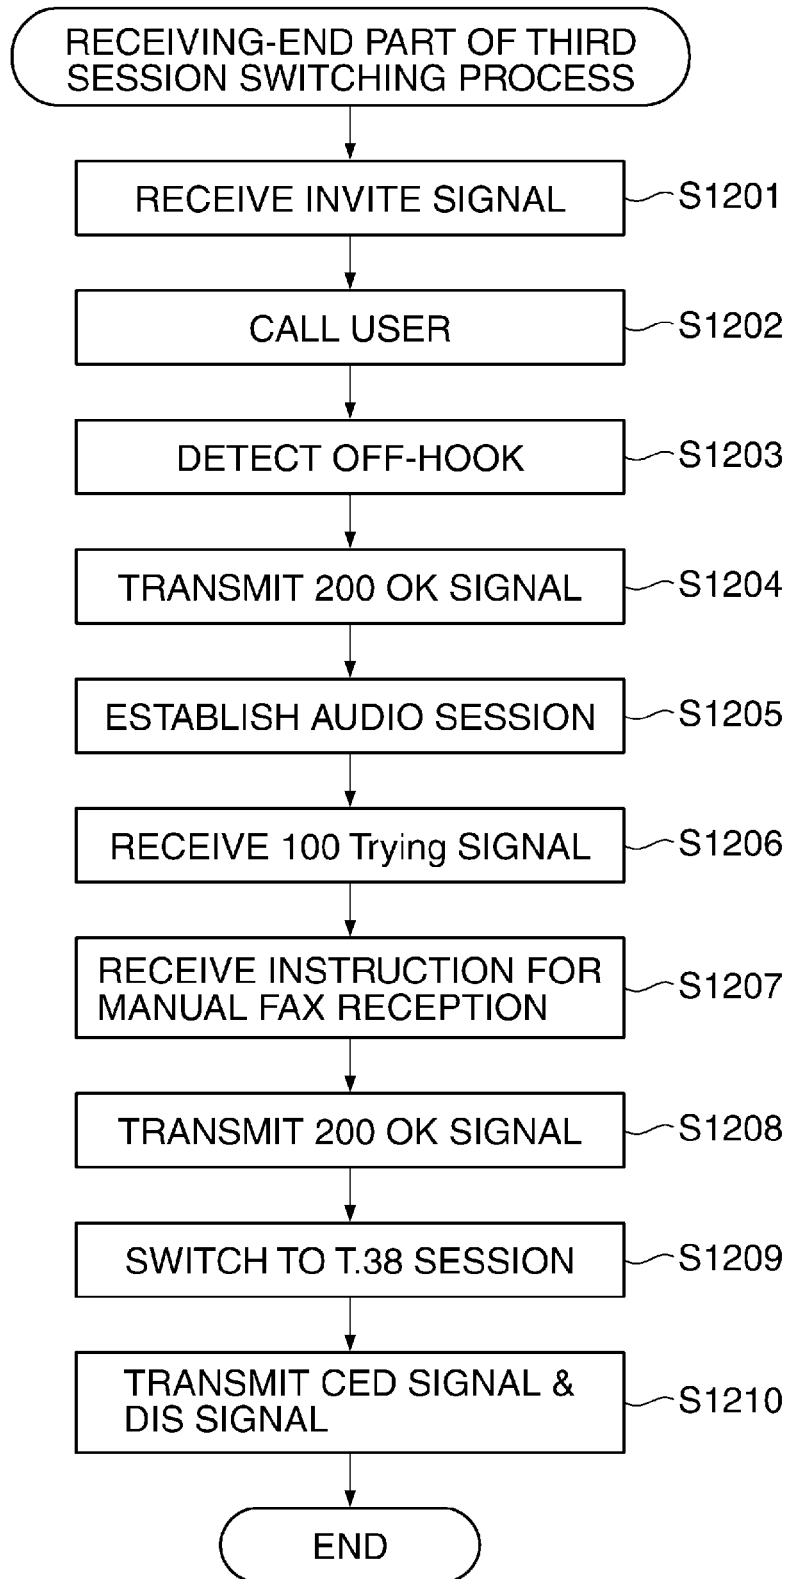 RECEIVING-END PART OF THIRD
SESSION SWITCHING PROCESS
RECEIVE INVITE SIGNAL
S1201
CALL USER
S1202
DETECT OFF-HOOK
S1203
TRANSMIT 200 OK SIGNAL
S1204
ESTABLISH AUDIO SESSION
S1205
RECEIVE 100 Trying SIGNAL
S1206
RECEIVE INSTRUCTION FOR
MANUAL FAX RECEPTION
S1207
TRANSMIT 200 OK SIGNAL
S1208
SWITCH TO T.38 SESSION
S1209
TRANSMIT CED SIGNAL &
DIS SIGNAL
S1210
END